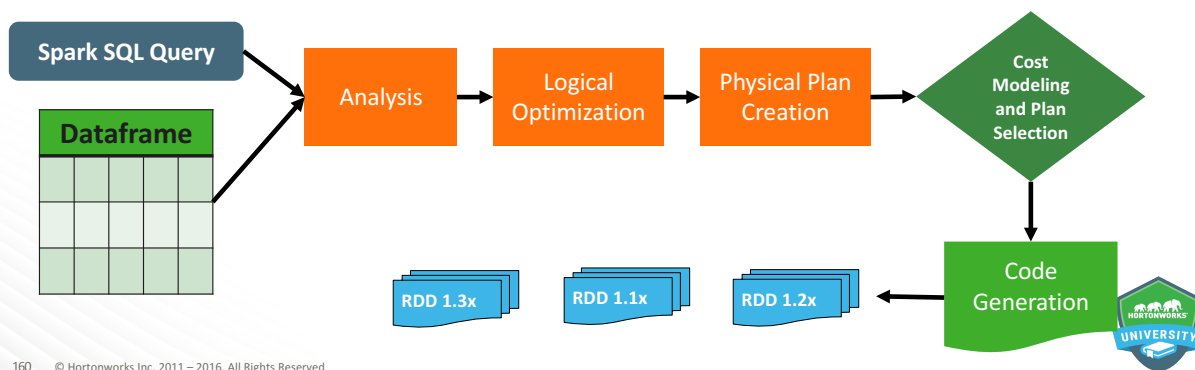 Spark SQL Query
Dataframe
Analysis
Logical
Optimization
Physical Plan
Creation
Cost
Modeling
and Plan
Selection
Code
Generation
RDD 1.3x
RDD 1.1x
RDD 1.2x
HORTONWORKS
UNIVERSITY
160 © Hortonworks Inc. 2011 – 2016. All Rights Reserved